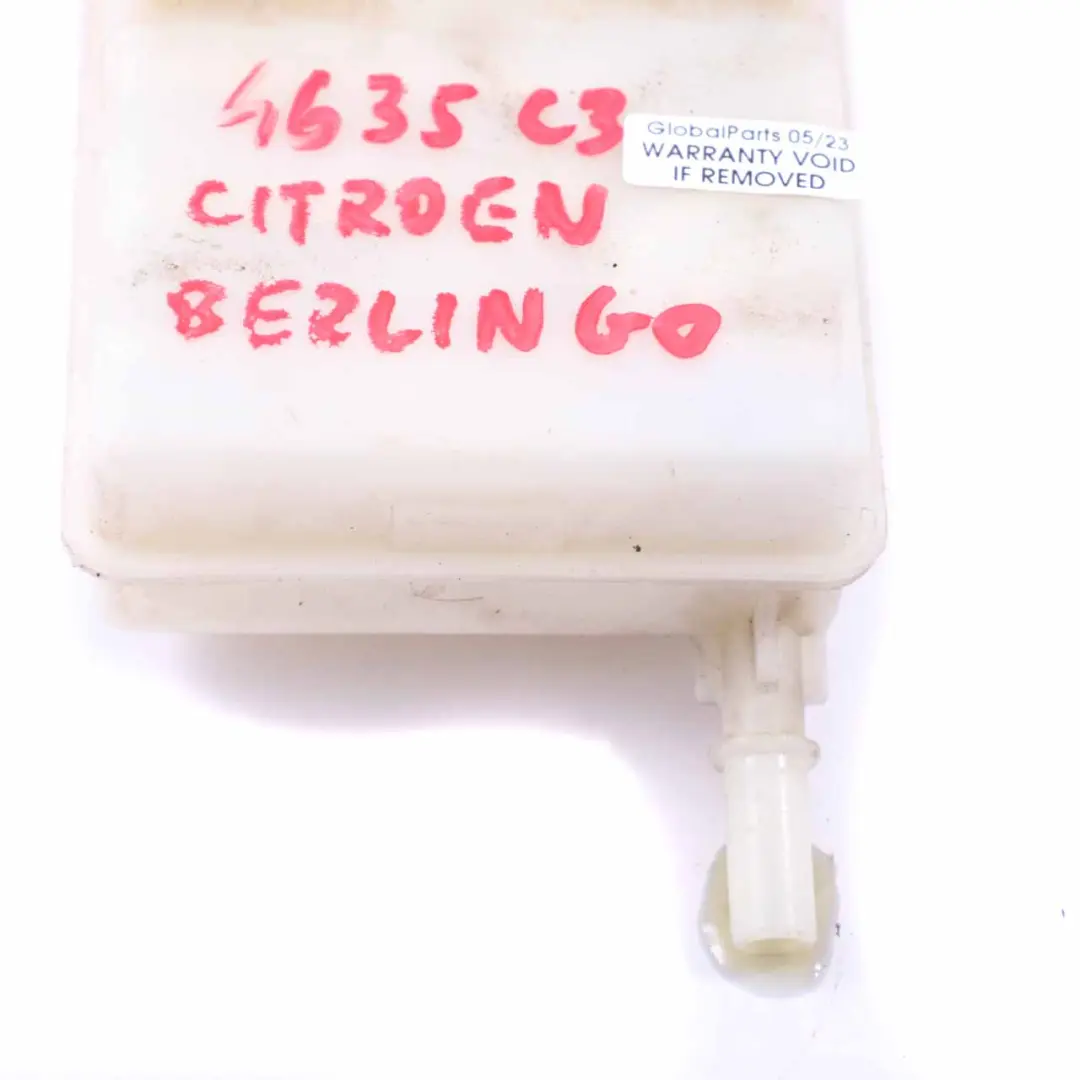 4635 C3
CITROEN
BERLINGO
GlobalParts 05/23
WARRANTY VOID
IF REMOVED